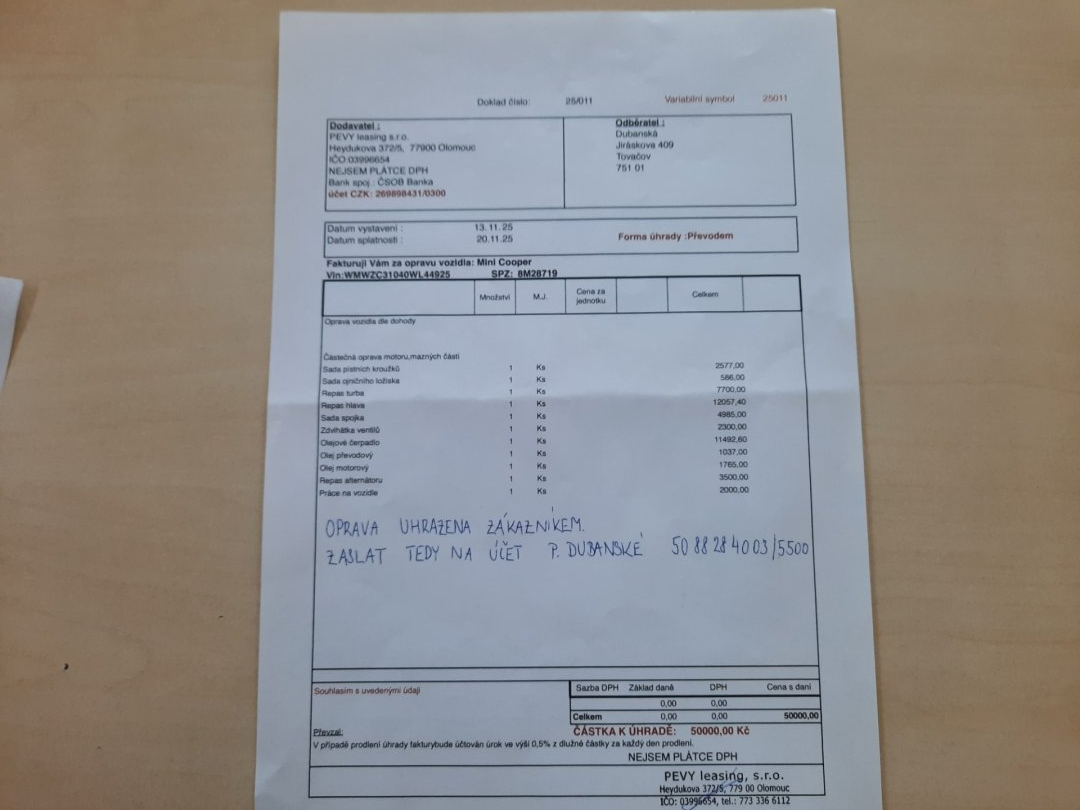 Doklad číslo: 25/011 Variabilní symbol 25011
Dodavatel :
PEVY leasing s.r.o.
Heydukova 372/5, 77900 Olomouc
IČO:03996654
NEJSEM PLÁTCE DPH
Bank spoj.: ČSOB Banka
účet CZK: 269898431/0300
Odběratel :
Dubanská
Jiráskova 409
Tovačov
751 01
Datum vystavení : 13.11.25
Datum splatnosti : 20.11.25
Forma úhrady :Převodem
Fakturuji Vám za opravu vozidla: Mini Cooper
Vin:WMWZC31040WL44925 SPZ: 8M28719
Množství M.J. Cena za jednotku Celkem
Oprava vozidla dle dohody
Částečná oprava motoru,mazných částí
Sada pístních kroužků 1 Ks 2577,00
Sada ojničního ložiska 1 Ks 586,00
Repas turba 1 Ks 7700,00
Repas hlava 1 Ks 12057,40
Sada spojka 1 Ks 4985,00
Zdvihátka ventilů 1 Ks 2300,00
Olejové čerpadlo 1 Ks 11492,60
Olej převodový 1 Ks 1037,00
Olej motorový 1 Ks 1765,00
Repas alternátoru 1 Ks 3500,00
Práce na vozidle 1 Ks 2000,00
OPRAVA UHRAZENA ZÁKAZNÍKEM.
ZASLAT TEDY NA ÚČET P. DUBANSKÉ 5088284003/5500
Souhlasím s uvedenými údaji
Sazba DPH Základ daně DPH Cena s daní
0,00 0,00
Celkem 0,00 0,00 50000,00
ČÁSTKA K ÚHRADĚ: 50000,00 Kč
Převzal:
V případě prodlení úhrady fakturybude účtován úrok ve výši 0,5% z dlužné částky za každý den prodlení.
NEJSEM PLÁTCE DPH
PEVY leasing, s.r.o.
Heydukova 372/5, 779 00 Olomouc
IČO: 03996654, tel.: 773 336 6112